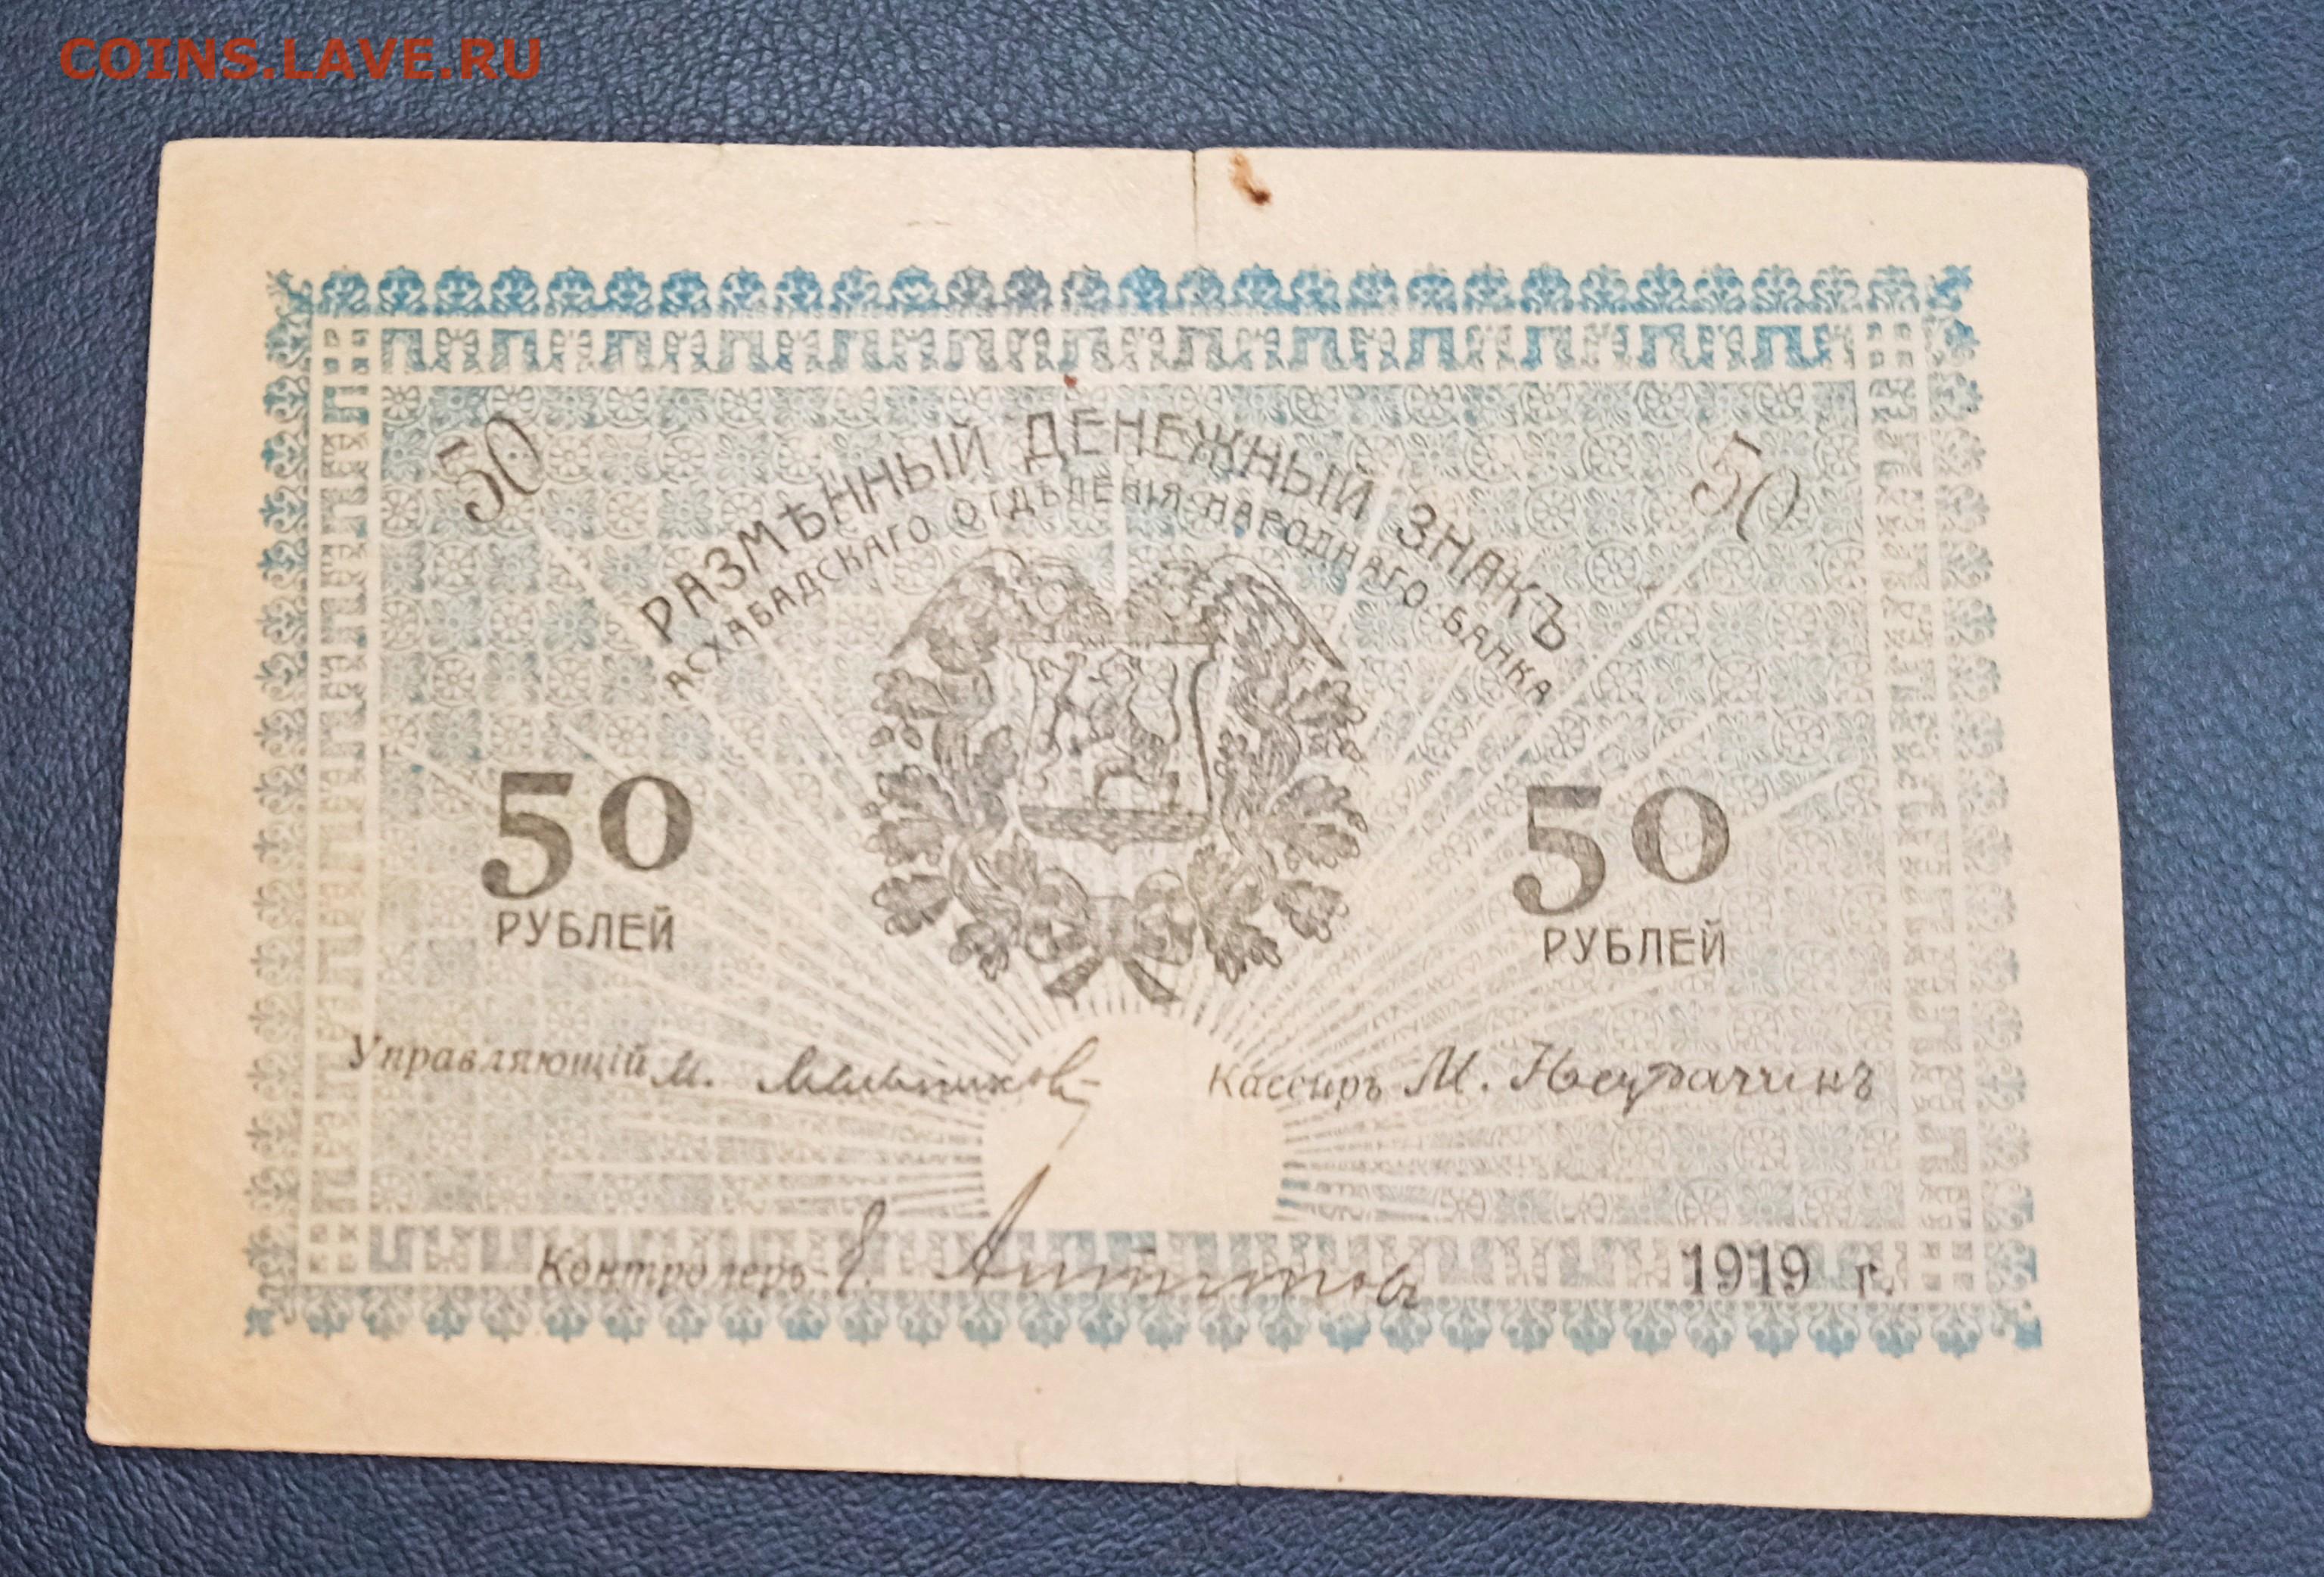 COINS.LAVE.RU
50 50
РАЗМѢННЫЙ ДЕНЕЖНЫЙ ЗНАКЪ
АСХАБАДСКАГО ОТДѢЛЕНІЯ НАРОДНАГО БАНКА
50 50
РУБЛЕЙ РУБЛЕЙ
Управляющій М. Кассиръ М.
Контролеръ Антиповъ 1919 г.